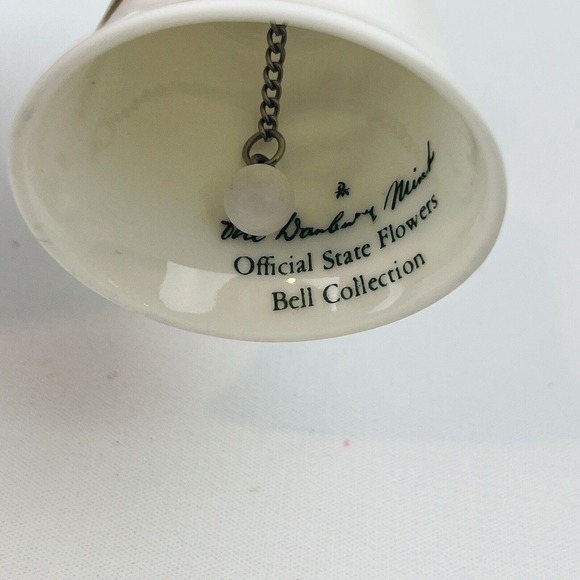 The Danbury Mint
Official State Flowers
Bell Collection